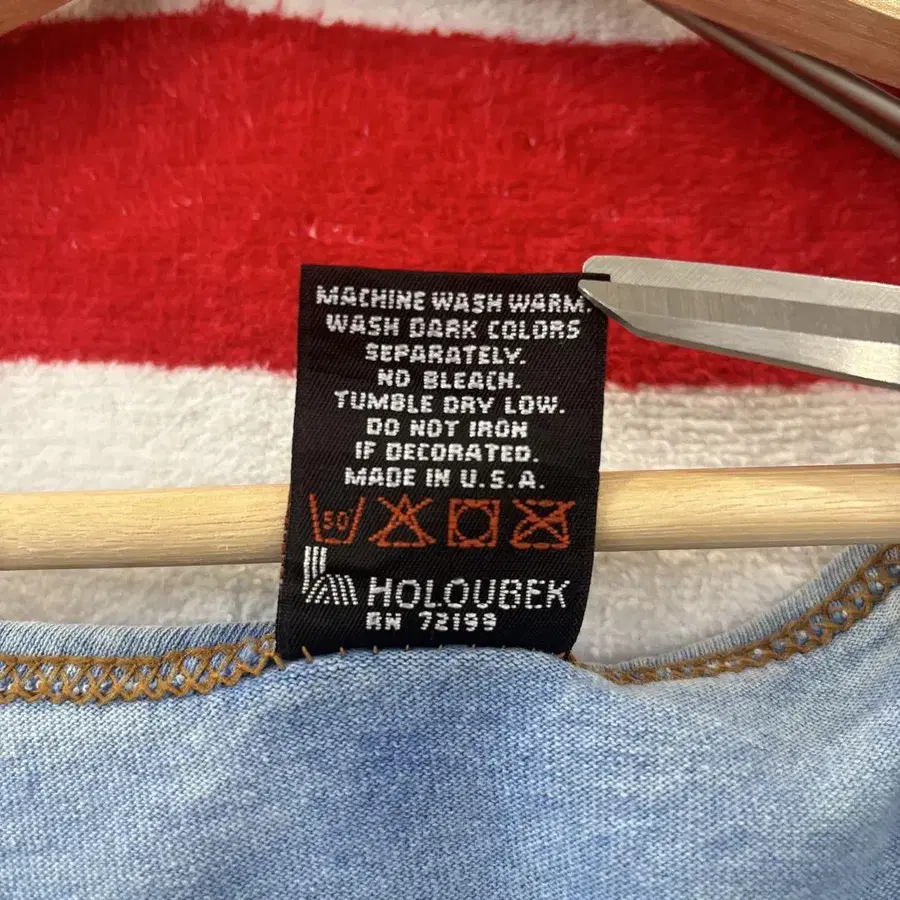 MACHINE WASH WARM.
WASH DARK COLORS
SEPARATELY.
NO BLEACH.
TUMBLE DRY LOW.
DO NOT IRON
IF DECORATED.
MADE IN U.S.A.
50
HOLOUBEK
RN 72199